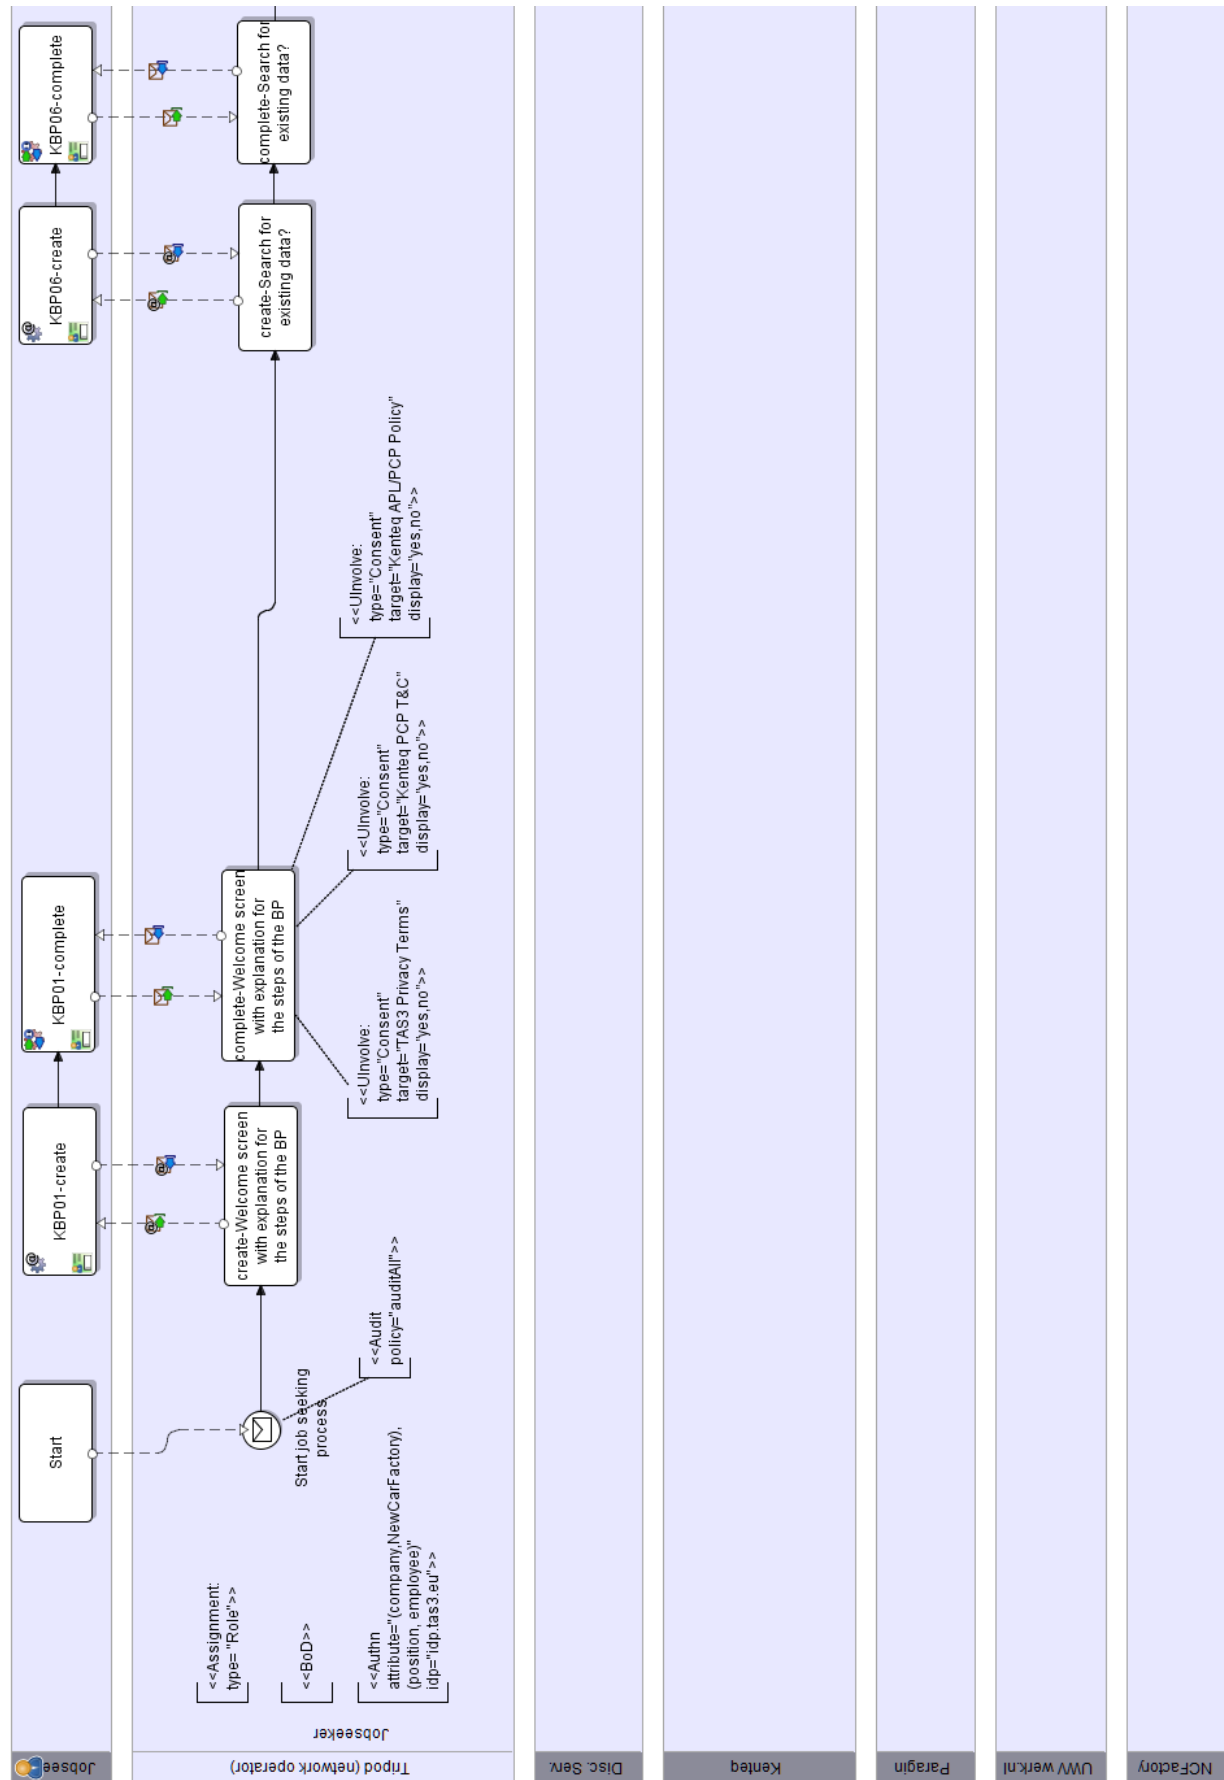 Jobsee
Start
KBP01-create
KBP01-complete
KBP06-create
KBP06-complete
Tripod (network operator)
Jobseeker
<<Assignment:
type= "Role">>
<<BoD>>
<<Authn
attribute="(company,NewCarFactory),
(position, employee)"
idp="idp.tas3.eu">>
Start job seeking
process
<<Audit
policy="auditAll">>
create-Welcome screen
with explanation for
the steps of the BP
complete-Welcome screen
with explanation for
the steps of the BP
<<UInvolve:
type="Consent"
target="TAS3 Privacy Terms"
display="yes,no">>
<<UInvolve:
type="Consent"
target="Kenteq PCP T&C"
display="yes,no">>
<<UInvolve:
type="Consent"
target="Kenteq APL/PCP Policy"
display="yes,no">>
create-Search for
existing data?
complete-Search for
existing data?
Disc. Serv.
Kenteq
Paragin
UWV werk.nl
NCFactory